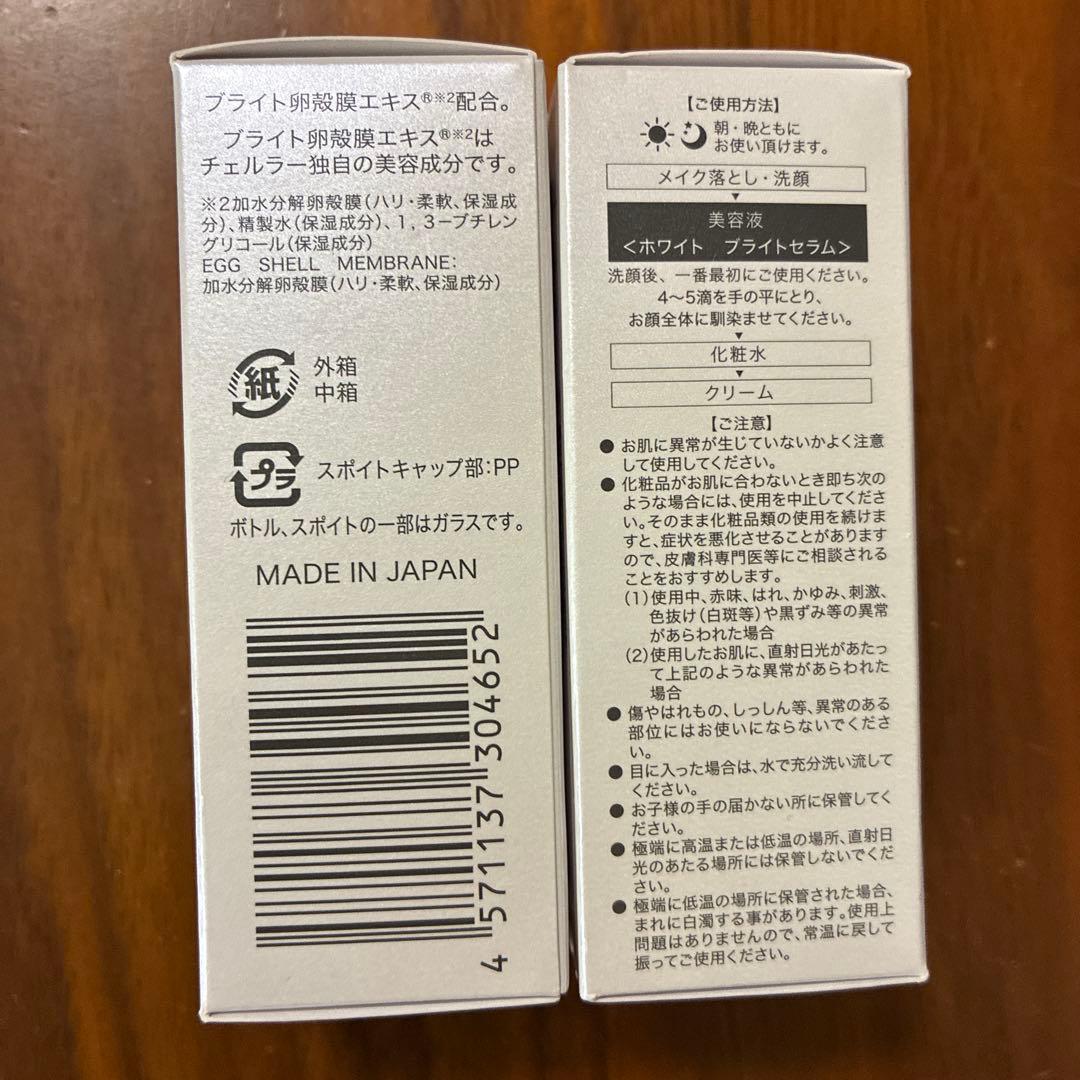 ブライト卵殻膜エキス®※2配合。
ブライト卵殻膜エキス®※2は
チェルラー独自の美容成分です。
※2加水分解卵殻膜(ハリ・柔軟、保湿成
分)、精製水(保湿成分)、1,3-ブチレン
グリコール(保湿成分)
EGG SHELL MEMBRANE:
加水分解卵殻膜(ハリ・柔軟、保湿成分)
紙
外箱
中箱
プラ
スポイトキャップ部:PP
ボトル、スポイトの一部はガラスです。
MADE IN JAPAN
4 571137 304652
【ご使用方法】
朝・晩ともに
お使い頂けます。
メイク落とし・洗顔
美容液
<ホワイト ブライトセラム>
洗顔後、一番最初にご使用ください。
4~5滴を手の平にとり、
お顔全体に馴染ませてください。
化粧水
クリーム
【ご注意】
●お肌に異常が生じていないかよく注意
して使用してください。
●化粧品がお肌に合わないとき即ち次の
ような場合には、使用を中止してくださ
い。そのまま化粧品類の使用を続けま
すと、症状を悪化させることがあります
ので、皮膚科専門医等にご相談される
ことをおすすめします。
(1)使用中、赤味、はれ、かゆみ、刺激、
色抜け(白斑等)や黒ずみ等の異常
があらわれた場合
(2)使用したお肌に、直射日光があたっ
て上記のような異常があらわれた
場合
●傷やはれもの、しっしん等、異常のある
部位にはお使いにならないでくださ
い。
●目に入った場合は、水で充分洗い流して
ください。
●お子様の手の届かない所に保管してく
ださい。
●極端に高温または低温の場所、直射日
光のあたる場所には保管しないでくだ
さい。
●極端に低温の場所に保管された場合、
まれに白濁する事があります。使用上
問題はありませんので、常温に戻して
振ってご使用ください。